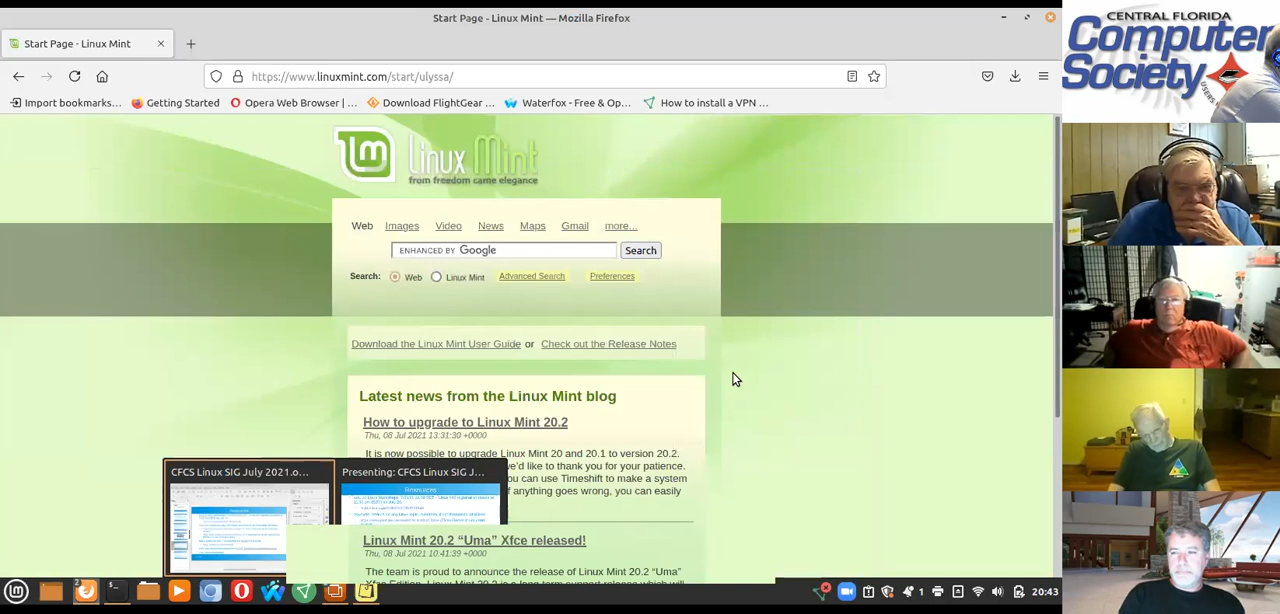 Start Page - Linux Mint — Mozilla Firefox
Start Page - Linux Mint
https://www.linuxmint.com/start/ulyssa/
Import bookmarks... Getting Started Opera Web Browser | ... Download FlightGear ... Waterfox - Free & Op... How to install a VPN ...
CENTRAL FLORIDA
Computer
Society
USERS
lm Linux Mint
from freedom came elegance
Web Images Video News Maps Gmail more...
ENHANCED BY Google Search
Search: Web Linux Mint Advanced Search Preferences
Download the Linux Mint User Guide or Check out the Release Notes
Latest news from the Linux Mint blog
How to upgrade to Linux Mint 20.2
Thu, 08 Jul 2021 13:31:30 +0000
It is now possible to upgrade Linux Mint 20 and 20.1 to version 20.2.
we'd like to thank you for your patience.
ou can use Timeshift to make a system
f anything goes wrong, you can easily
CFCS Linux SIG July 2021.o... Presenting: CFCS Linux SIG J...
Resources
Linux Mint 20.2 “Uma” Xfce released!
Thu, 08 Jul 2021 10:41:39 +0000
The team is proud to announce the release of Linux Mint 20.2 “Uma”
2 1 20:43